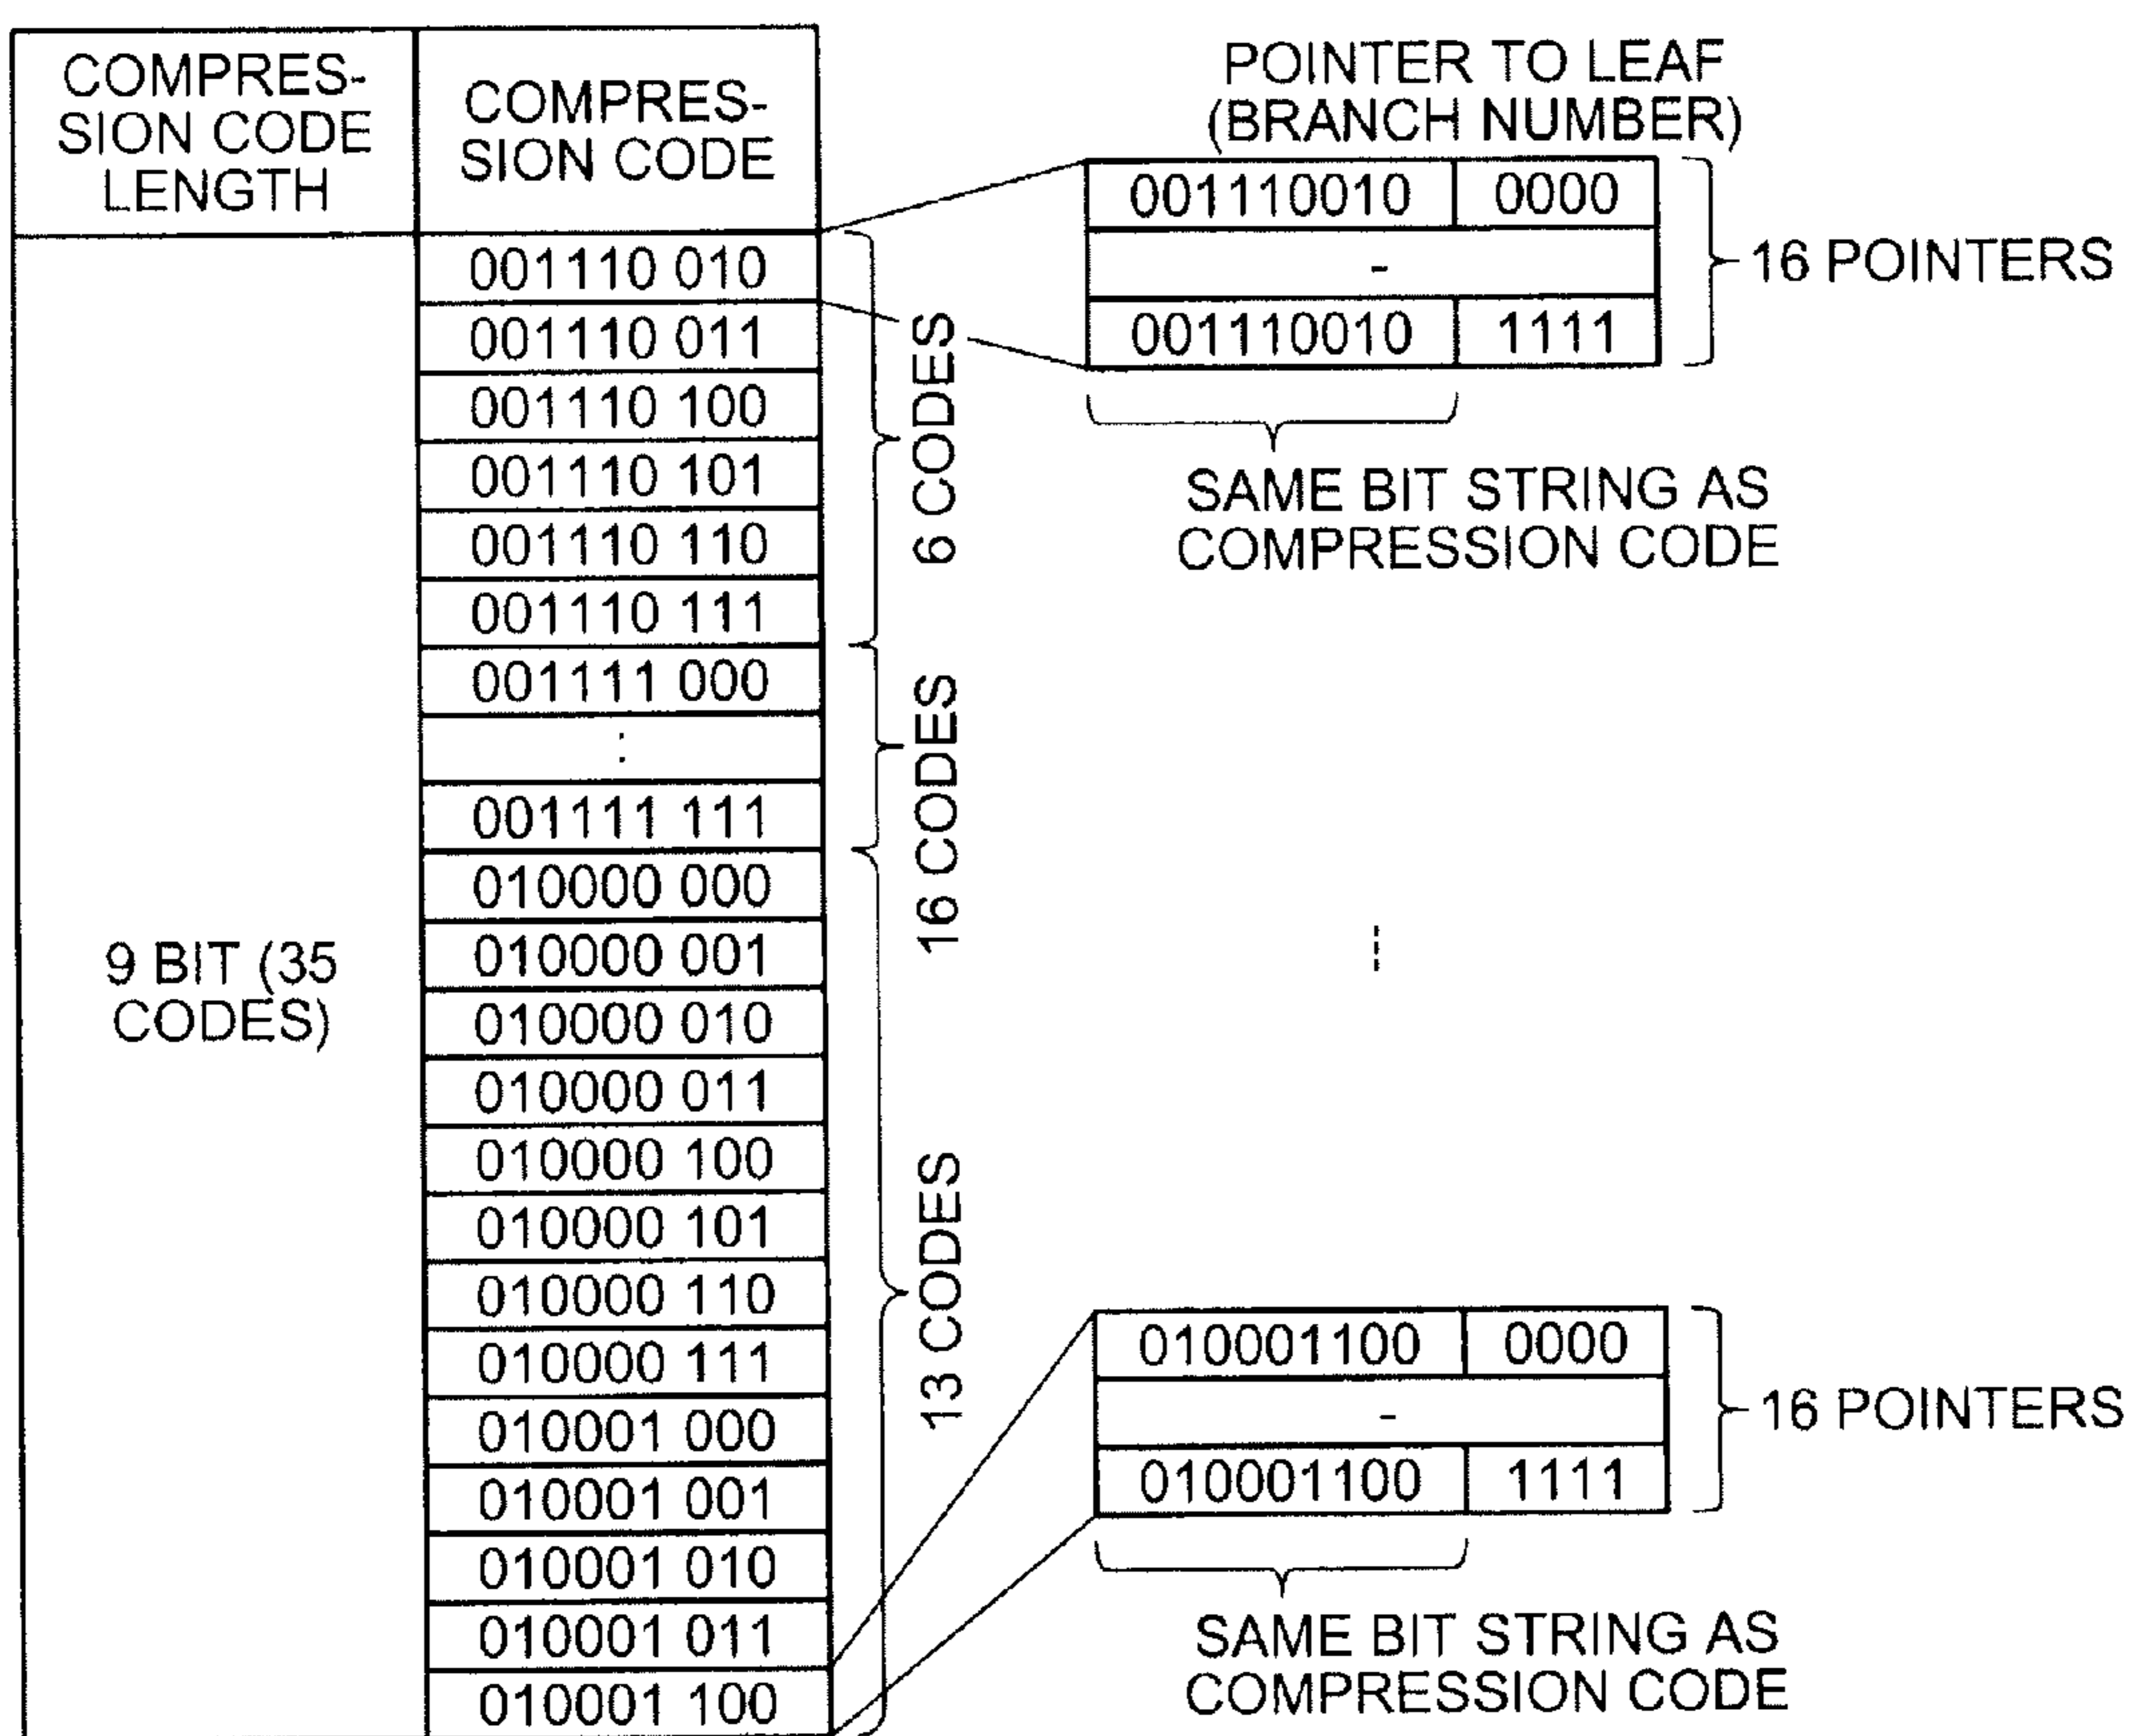 COMPRES-
SION CODE
LENGTH
COMPRES-
SION CODE
9 BIT (35
CODES)
001110 010
001110 011
001110 100
001110 101
001110 110
001110 111
001111 000
:
001111 111
010000 000
010000 001
010000 010
010000 011
010000 100
010000 101
010000 110
010000 111
010001 000
010001 001
010001 010
010001 011
010001 100
6 CODES
16 CODES
13 CODES
POINTER TO LEAF
(BRANCH NUMBER)
001110010 0000
-
001110010 1111
16 POINTERS
SAME BIT STRING AS
COMPRESSION CODE
010001100 0000
-
010001100 1111
16 POINTERS
SAME BIT STRING AS
COMPRESSION CODE